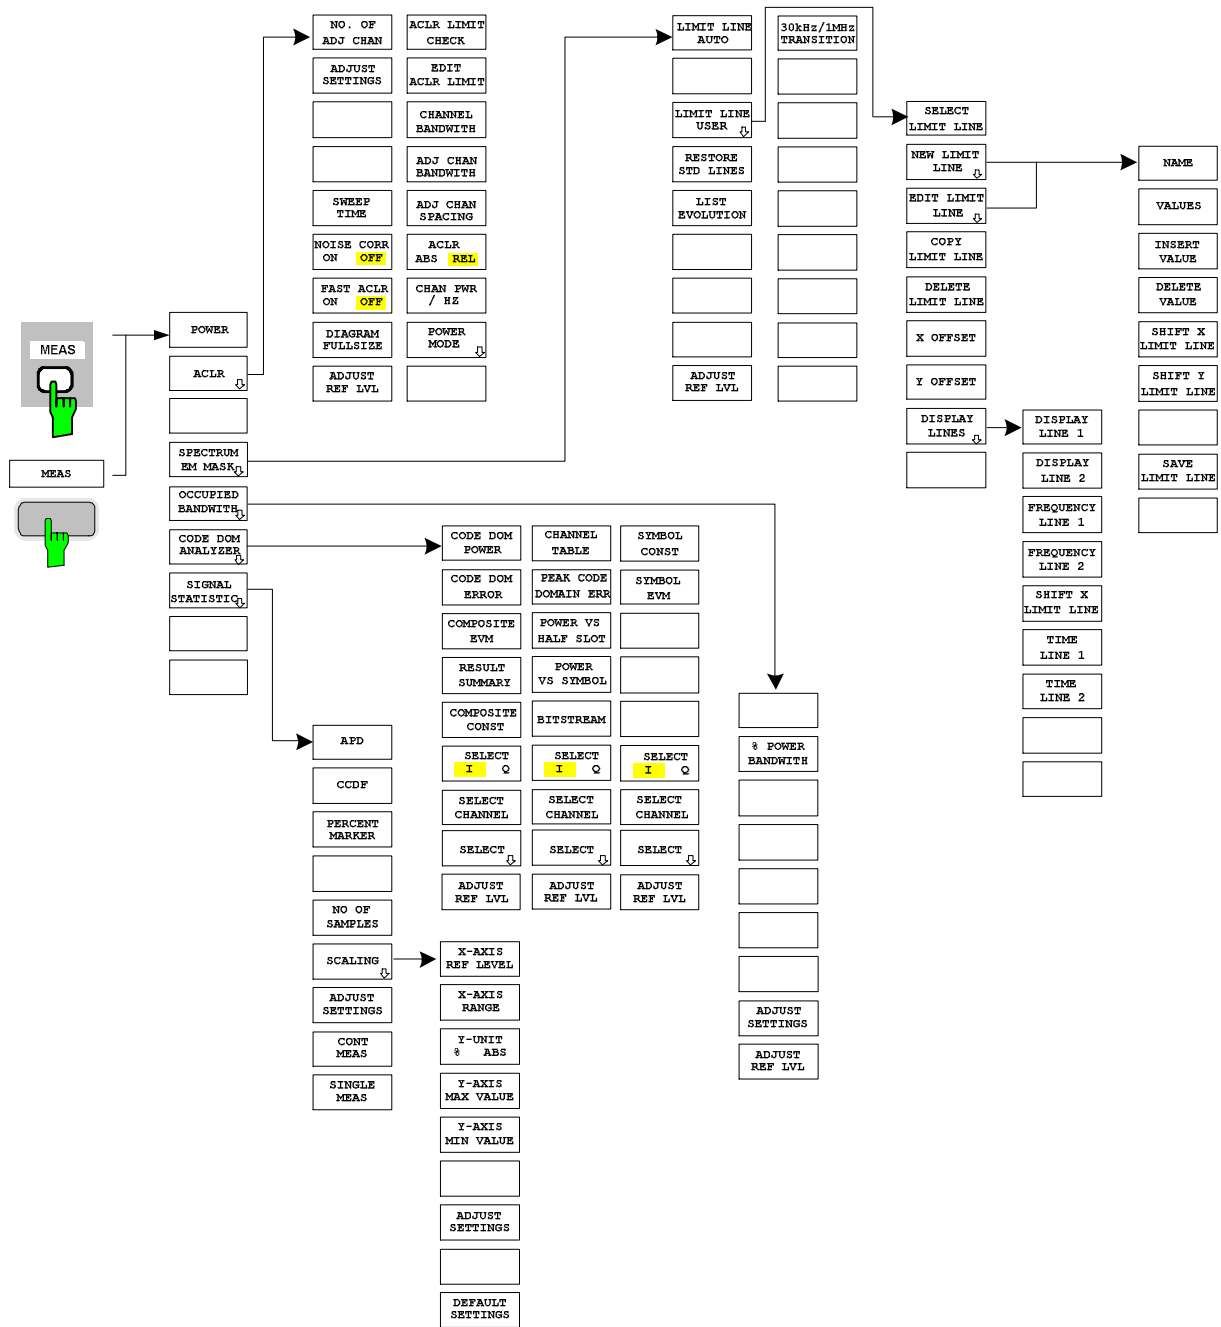 MEAS
MEAS
POWER
ACLR
SPECTRUM
EM MASK
OCCUPIED
BANDWITH
CODE DOM
ANALYZER
SIGNAL
STATISTIC
NO. OF
ADJ CHAN
ADJUST
SETTINGS
SWEEP
TIME
NOISE CORR
ON OFF
FAST ACLR
ON OFF
DIAGRAM
FULLSIZE
ADJUST
REF LVL
ACLR LIMIT
CHECK
EDIT
ACLR LIMIT
CHANNEL
BANDWITH
ADJ CHAN
BANDWITH
ADJ CHAN
SPACING
ACLR
ABS REL
CHAN PWR
/ HZ
POWER
MODE
LIMIT LINE
AUTO
LIMIT LINE
USER
RESTORE
STD LINES
LIST
EVOLUTION
ADJUST
REF LVL
30kHz/1MHz
TRANSITION
SELECT
LIMIT LINE
NEW LIMIT
LINE
EDIT LIMIT
LINE
COPY
LIMIT LINE
DELETE
LIMIT LINE
X OFFSET
Y OFFSET
DISPLAY
LINES
NAME
VALUES
INSERT
VALUE
DELETE
VALUE
SHIFT X
LIMIT LINE
SHIFT Y
LIMIT LINE
SAVE
LIMIT LINE
DISPLAY
LINE 1
DISPLAY
LINE 2
FREQUENCY
LINE 1
FREQUENCY
LINE 2
SHIFT X
LIMIT LINE
TIME
LINE 1
TIME
LINE 2
CODE DOM
POWER
CODE DOM
ERROR
COMPOSITE
EVM
RESULT
SUMMARY
COMPOSITE
CONST
SELECT
I Q
SELECT
CHANNEL
SELECT
ADJUST
REF LVL
CHANNEL
TABLE
PEAK CODE
DOMAIN ERR
POWER VS
HALF SLOT
POWER
VS SYMBOL
BITSTREAM
SELECT
I Q
SELECT
CHANNEL
SELECT
ADJUST
REF LVL
SYMBOL
CONST
SYMBOL
EVM
SELECT
I Q
SELECT
CHANNEL
SELECT
ADJUST
REF LVL
% POWER
BANDWITH
ADJUST
SETTINGS
ADJUST
REF LVL
APD
CCDF
PERCENT
MARKER
NO OF
SAMPLES
SCALING
ADJUST
SETTINGS
CONT
MEAS
SINGLE
MEAS
X-AXIS
REF LEVEL
X-AXIS
RANGE
Y-UNIT
% ABS
Y-AXIS
MAX VALUE
Y-AXIS
MIN VALUE
ADJUST
SETTINGS
DEFAULT
SETTINGS